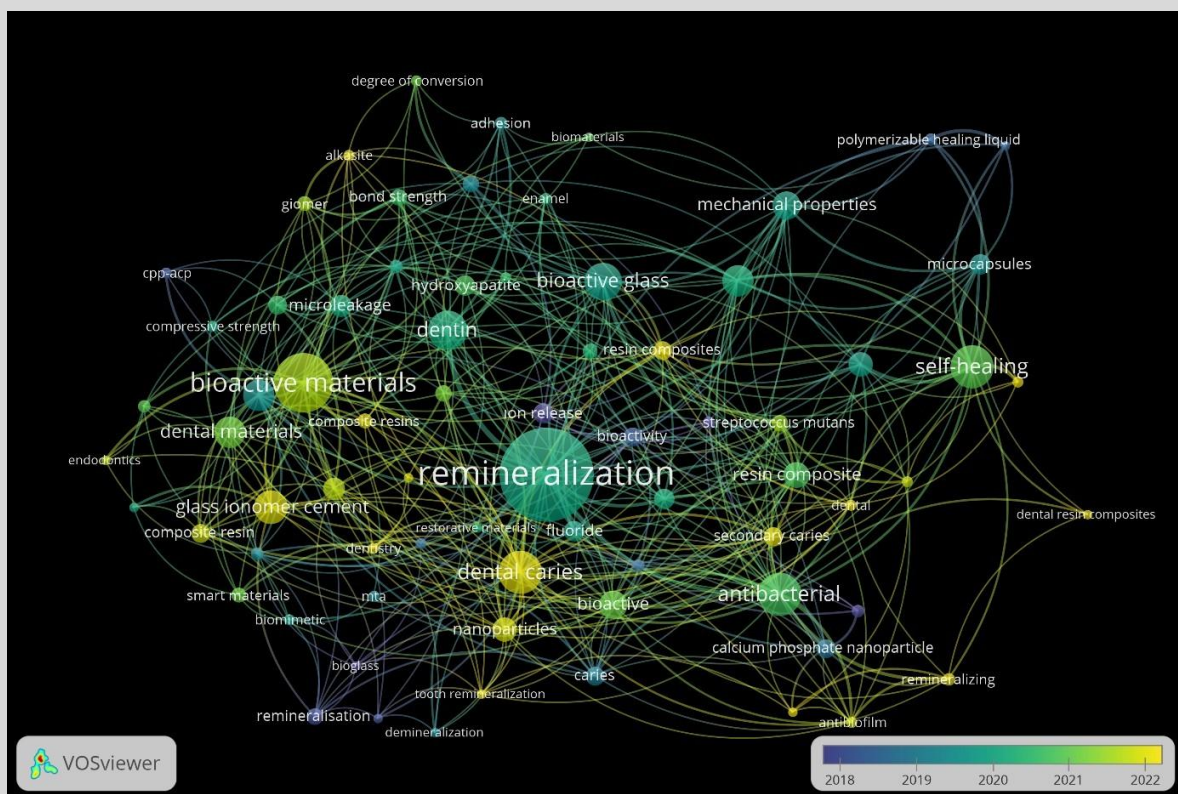 degree of conversion
adhesion
biomaterials
polymerizable healing liquid
alkasite
bond strength
enamel
giomer
mechanical properties
cpp-acp
microcapsules
hydroxyapatite
bioactive glass
microleakage
compressive strength
dentin
resin composites
self-healing
bioactive materials
ion release
composite resins
streptococcus mutans
dental materials
bioactivity
endodontics
remineralization
resin composite
glass ionomer cement
dental
dental resin composites
composite resin
restorative materials
fluoride
secondary caries
dentistry
dental caries
smart materials
mta
bioactive
antibacterial
biomimetic
nanoparticles
calcium phosphate nanoparticle
bioglass
caries
remineralizing
tooth remineralization
remineralisation
antibiofilm
demineralization
VOSviewer
2018 2019 2020 2021 2022